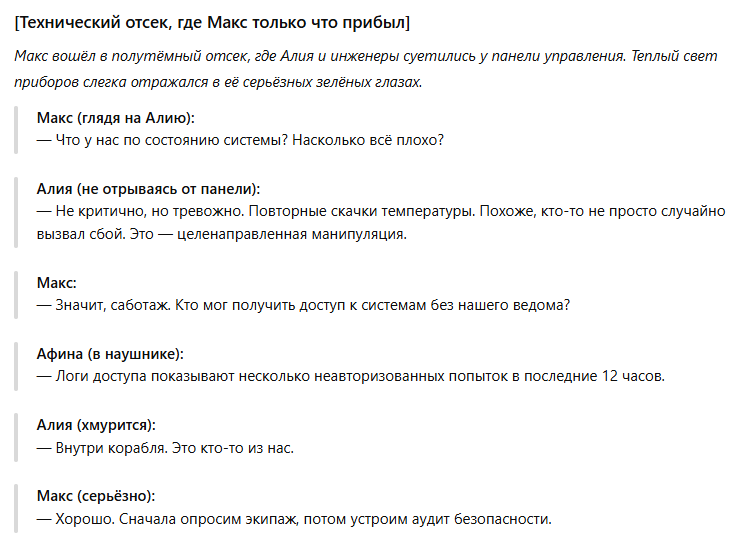 [Технический отсек, где Макс только что прибыл]
Макс вошёл в полутёмный отсек, где Алия и инженеры суетились у панели управления. Теплый свет
приборов слегка отражался в её серьёзных зелёных глазах.
Макс (глядя на Алию):
— Что у нас по состоянию системы? Насколько всё плохо?
Алия (не отрываясь от панели):
— Не критично, но тревожно. Повторные скачки температуры. Похоже, кто-то не просто случайно
вызвал сбой. Это — целенаправленная манипуляция.
Макс:
— Значит, саботаж. Кто мог получить доступ к системам без нашего ведома?
Афина (в наушнике):
— Логи доступа показывают несколько неавторизованных попыток в последние 12 часов.
Алия (хмурится):
— Внутри корабля. Это кто-то из нас.
Макс (серьёзно):
— Хорошо. Сначала опросим экипаж, потом устроим аудит безопасности.